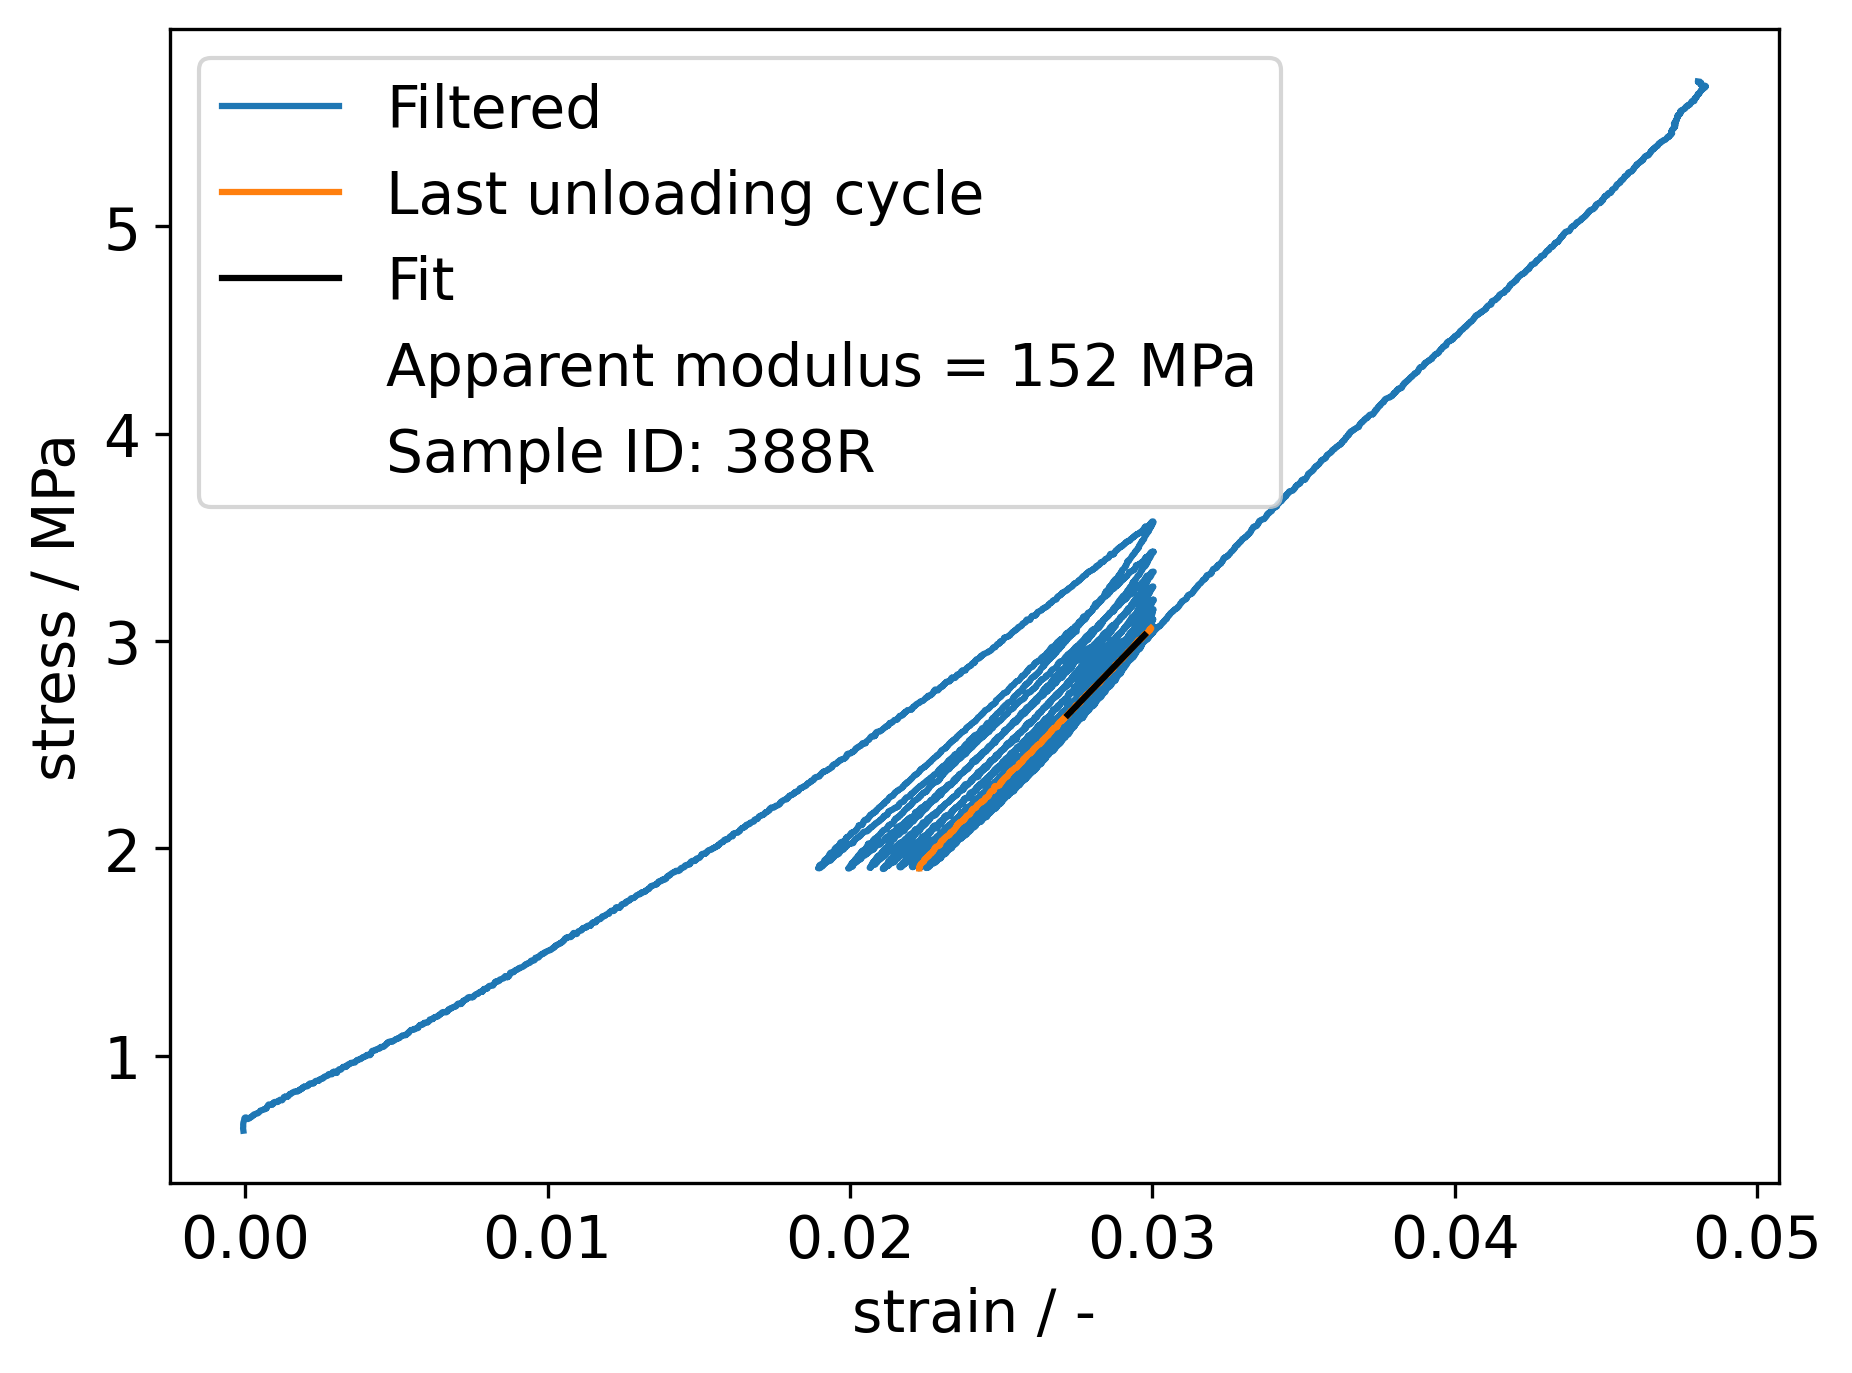 Filtered
Last unloading cycle
Fit
Apparent modulus = 152 MPa
Sample ID: 388R
stress / MPa
5
4
3
2
1
0.00 0.01 0.02 0.03 0.04 0.05
strain / -